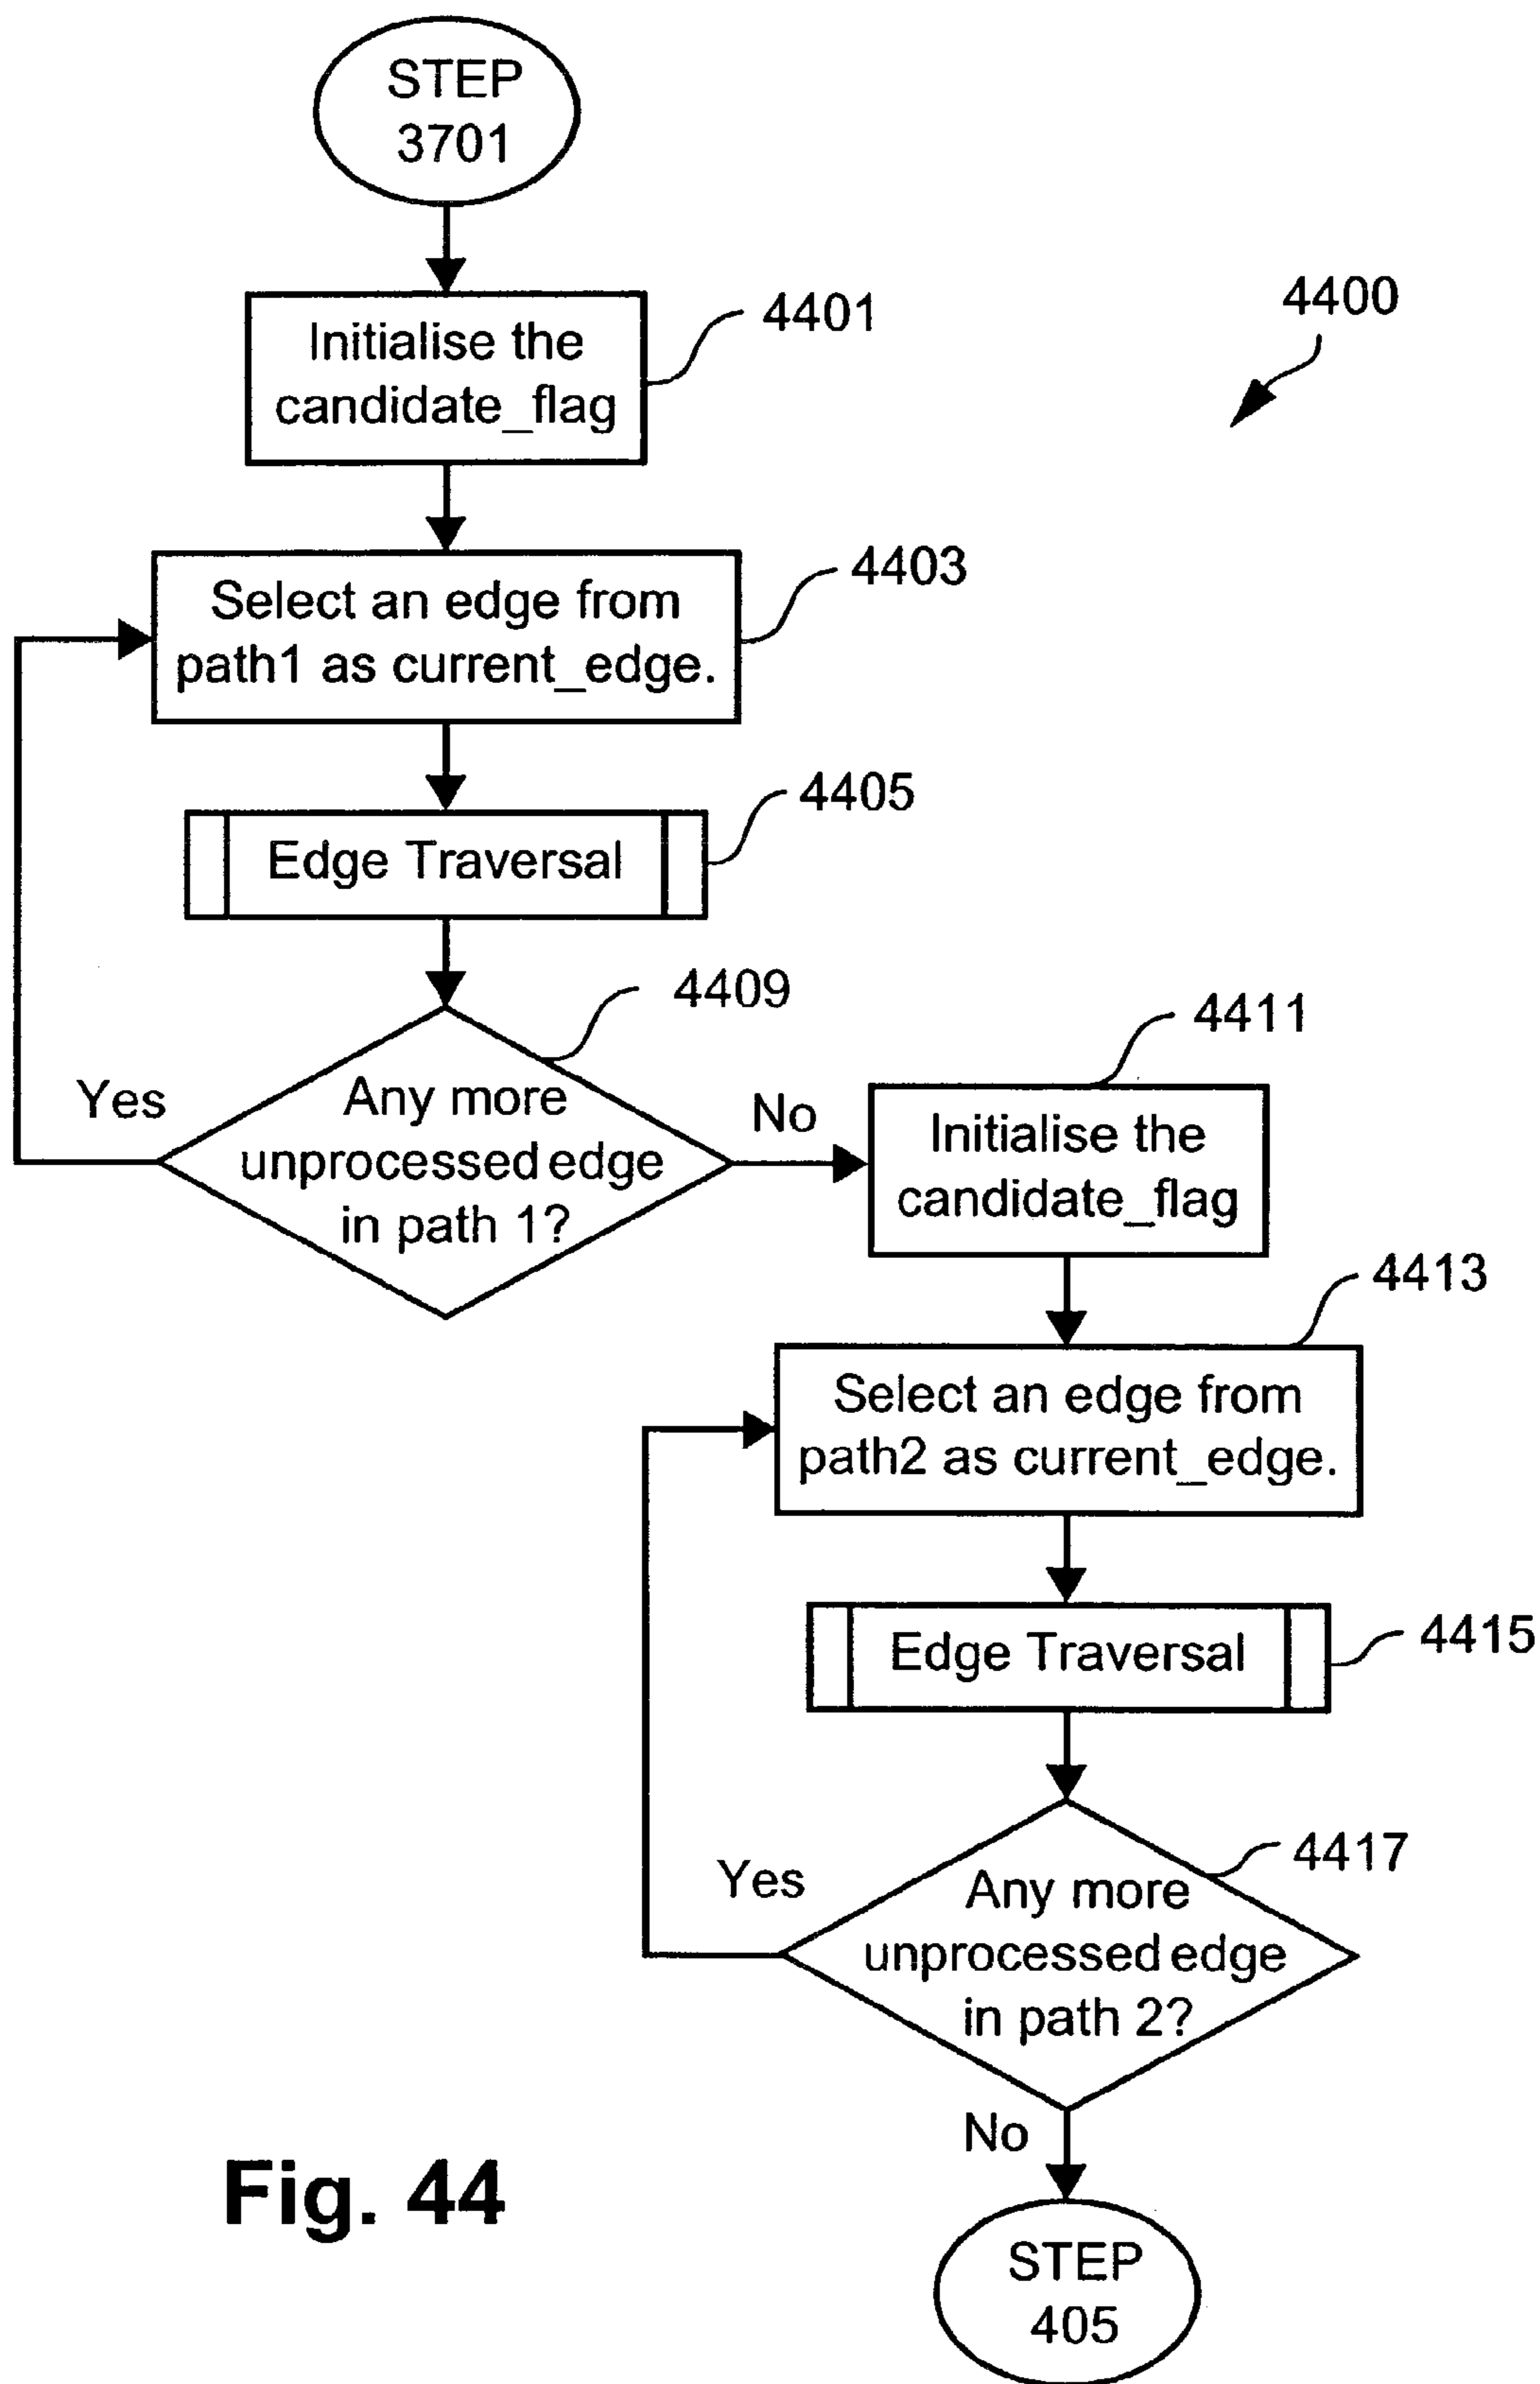 STEP
3701
4400
Initialise the
candidate_flag
4401
Select an edge from
path1 as current_edge.
4403
Edge Traversal
4405
Any more
unprocessed edge
in path 1?
4409
Yes
No
Initialise the
candidate_flag
4411
Select an edge from
path2 as current_edge.
4413
Edge Traversal
4415
Any more
unprocessed edge
in path 2?
4417
Yes
No
STEP
405
Fig. 44